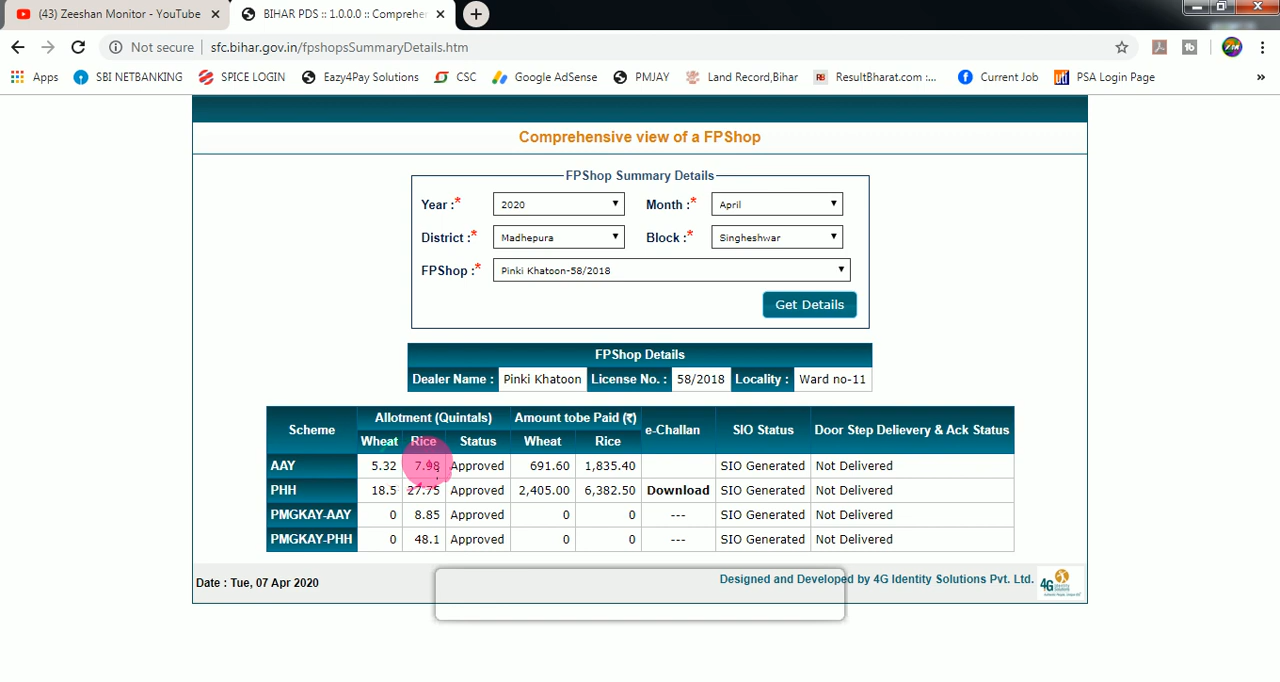 (43) Zeeshan Monitor - YouTube
BIHAR PDS :: 1.0.0.0 :: Comprehe
Not secure sfc.bihar.gov.in/fpshopsSummaryDetails.htm
Apps SBI NETBANKING SPICE LOGIN Eazy4Pay Solutions CSC Google AdSense PMJAY Land Record,Bihar ResultBharat.com :... Current Job PSA Login Page »
Comprehensive view of a FPShop
FPShop Summary Details
Year :* 2020 Month :* April
District :* Madhepura Block :* Singheshwar
FPShop :* Pinki Khatoon-58/2018
Get Details
FPShop Details
Dealer Name : Pinki Khatoon License No. : 58/2018 Locality : Ward no-11
Scheme Allotment (Quintals) Amount tobe Paid (₹) e-Challan SIO Status Door Step Delievery & Ack Status
Wheat Rice Status Wheat Rice
AAY 5.32 7.98 Approved 691.60 1,835.40 SIO Generated Not Delivered
PHH 18.5 27.75 Approved 2,405.00 6,382.50 Download SIO Generated Not Delivered
PMGKAY-AAY 0 8.85 Approved 0 0 --- SIO Generated Not Delivered
PMGKAY-PHH 0 48.1 Approved 0 0 --- SIO Generated Not Delivered
Date : Tue, 07 Apr 2020
Designed and Developed by 4G Identity Solutions Pvt. Ltd.